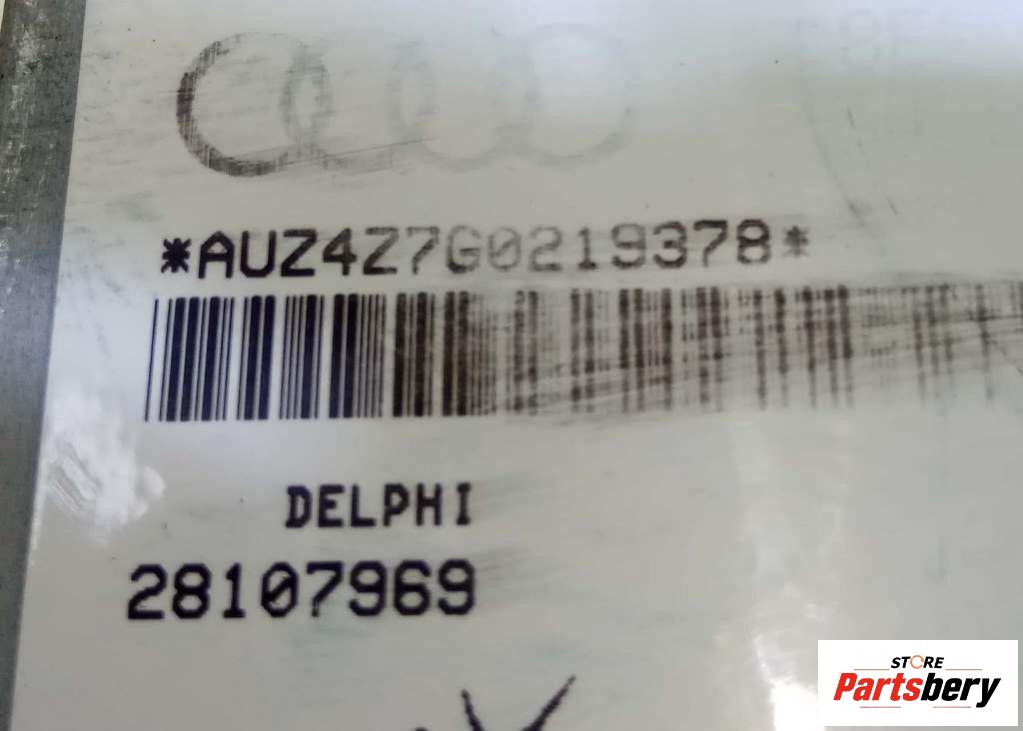 *AUZ4Z7G0219378*
DELPHI
28107969
STORE
Partsbery